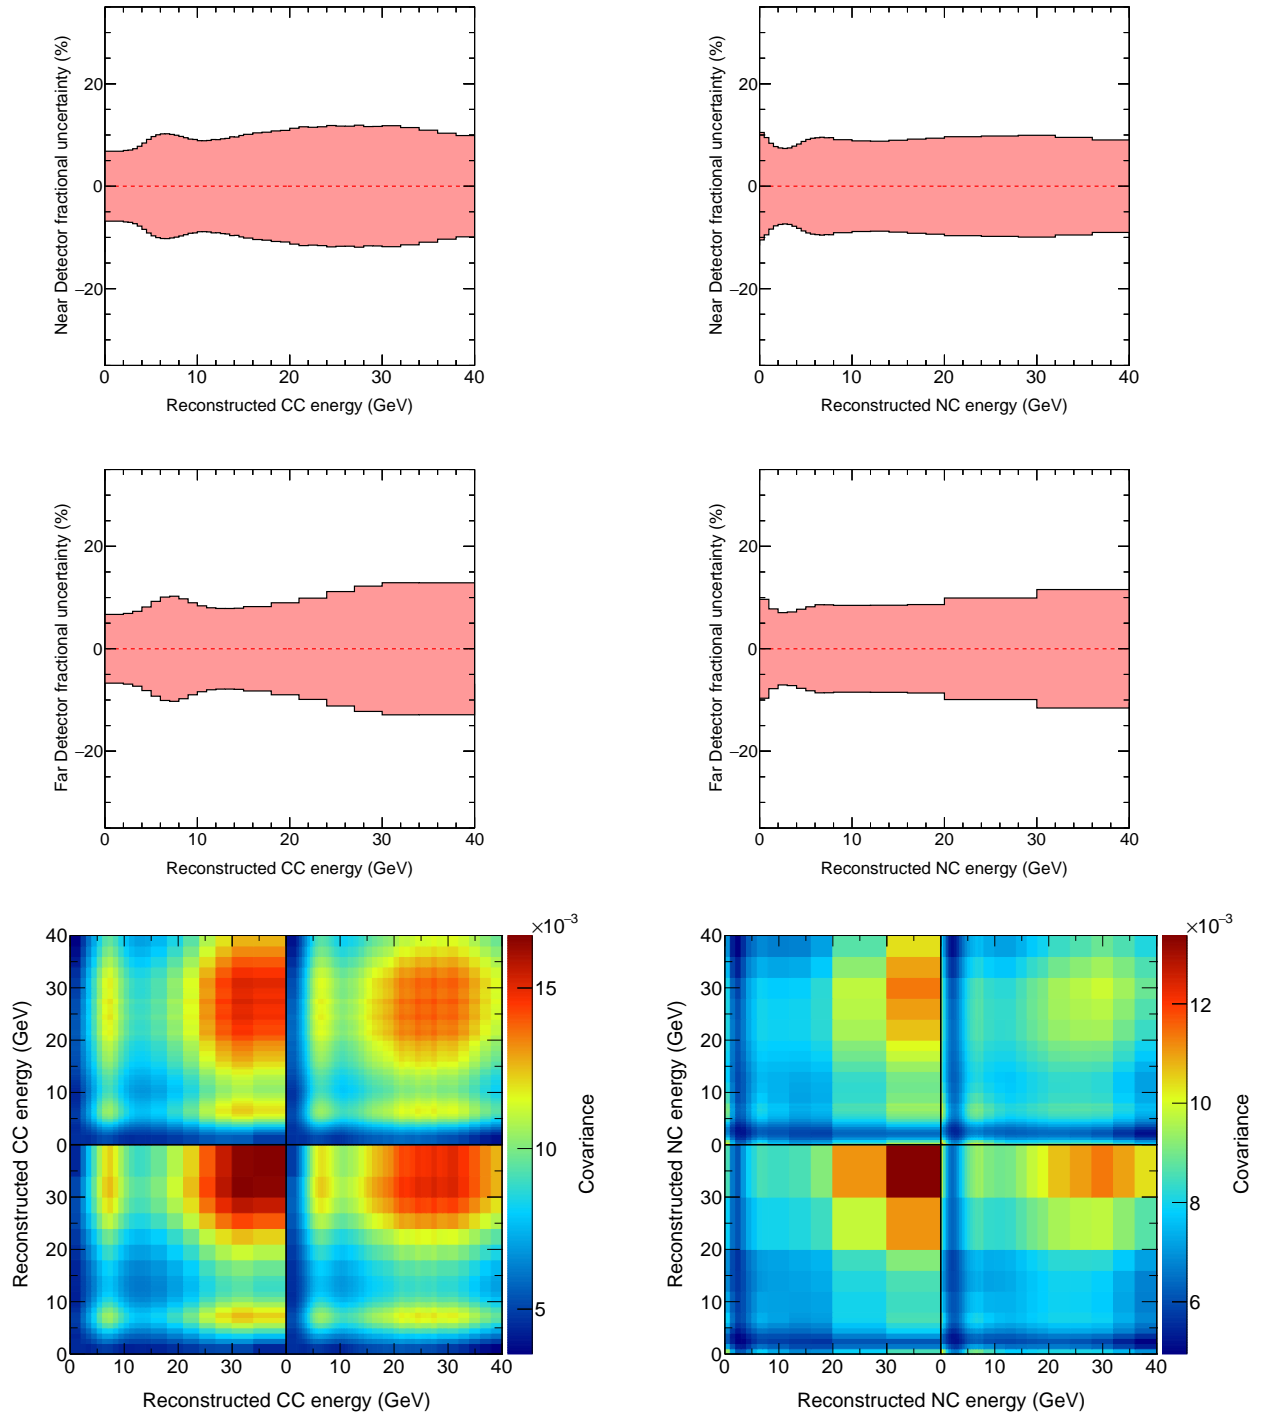 Near Detector fractional uncertainty (%)
20
0
−20
0 10 20 30 40
Reconstructed CC energy (GeV)
Near Detector fractional uncertainty (%)
20
0
−20
0 10 20 30 40
Reconstructed NC energy (GeV)
Far Detector fractional uncertainty (%)
20
0
−20
0 10 20 30 40
Reconstructed CC energy (GeV)
Far Detector fractional uncertainty (%)
20
0
−20
0 10 20 30 40
Reconstructed NC energy (GeV)
Reconstructed CC energy (GeV)
40
30
20
10
0
30
20
10
0
0 10 20 30 0 10 20 30 40
Reconstructed CC energy (GeV)
×10⁻³
15
10
5
Covariance
Reconstructed NC energy (GeV)
40
30
20
10
0
30
20
10
0
0 10 20 30 0 10 20 30 40
Reconstructed NC energy (GeV)
×10⁻³
12
10
8
6
Covariance